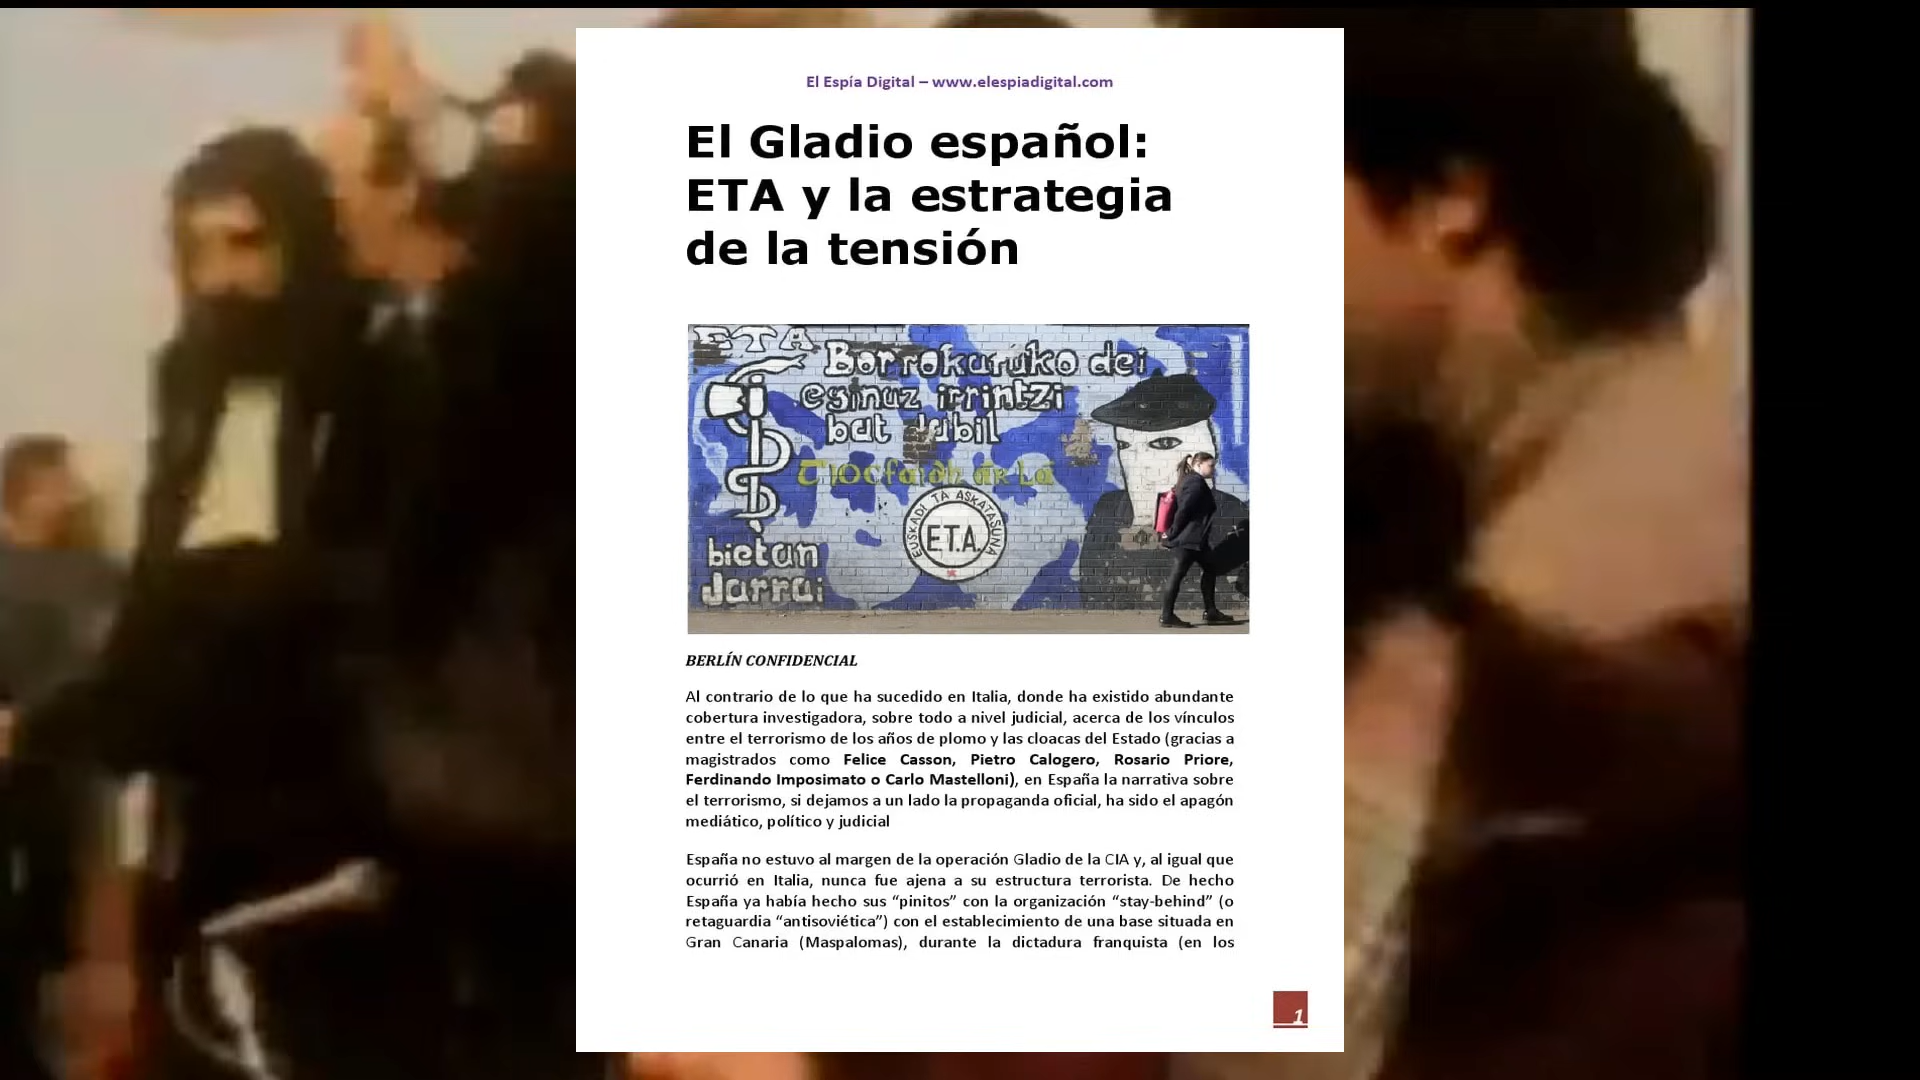 El Espía Digital – www.elespiadigital.com
El Gladio español:
ETA y la estrategia
de la tensión
ETA
Borrokaruko dei
eginuz irrintzi
bat dabil
Tiocfaidh ár Lá
EUSKADI TA ASKATASUNA
E.T.A.
bietan
Jarrai
BERLÍN CONFIDENCIAL
Al contrario de lo que ha sucedido en Italia, donde ha existido abundante
cobertura investigadora, sobre todo a nivel judicial, acerca de los vínculos
entre el terrorismo de los años de plomo y las cloacas del Estado (gracias a
magistrados como Felice Casson, Pietro Calogero, Rosario Priore,
Ferdinando Imposimato o Carlo Mastelloni), en España la narrativa sobre
el terrorismo, si dejamos a un lado la propaganda oficial, ha sido el apagón
mediático, político y judicial
España no estuvo al margen de la operación Gladio de la CIA y, al igual que
ocurrió en Italia, nunca fue ajena a su estructura terrorista. De hecho
España ya había hecho sus “pinitos” con la organización “stay-behind” (o
retaguardia “antisoviética”) con el establecimiento de una base situada en
Gran Canaria (Maspalomas), durante la dictadura franquista (en los
1